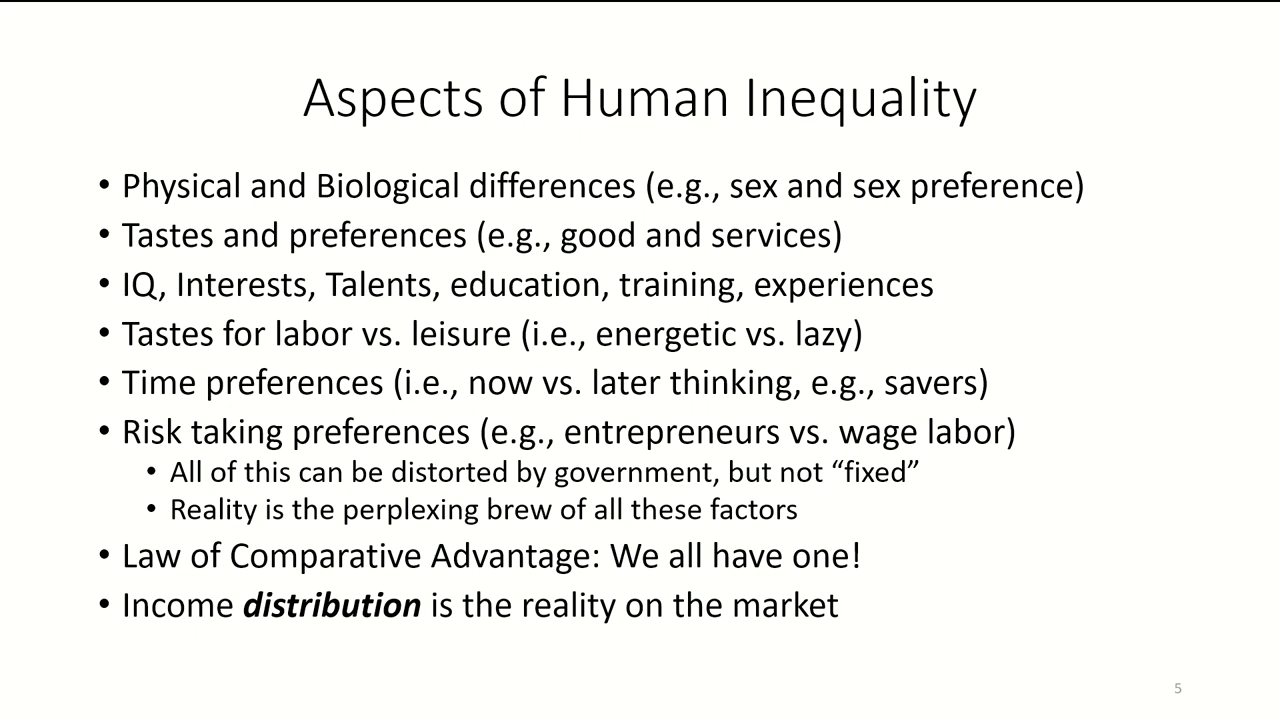 Aspects of Human Inequality
• Physical and Biological differences (e.g., sex and sex preference)
• Tastes and preferences (e.g., good and services)
• IQ, Interests, Talents, education, training, experiences
• Tastes for labor vs. leisure (i.e., energetic vs. lazy)
• Time preferences (i.e., now vs. later thinking, e.g., savers)
• Risk taking preferences (e.g., entrepreneurs vs. wage labor)
• All of this can be distorted by government, but not “fixed”
• Reality is the perplexing brew of all these factors
• Law of Comparative Advantage: We all have one!
• Income distribution is the reality on the market
5